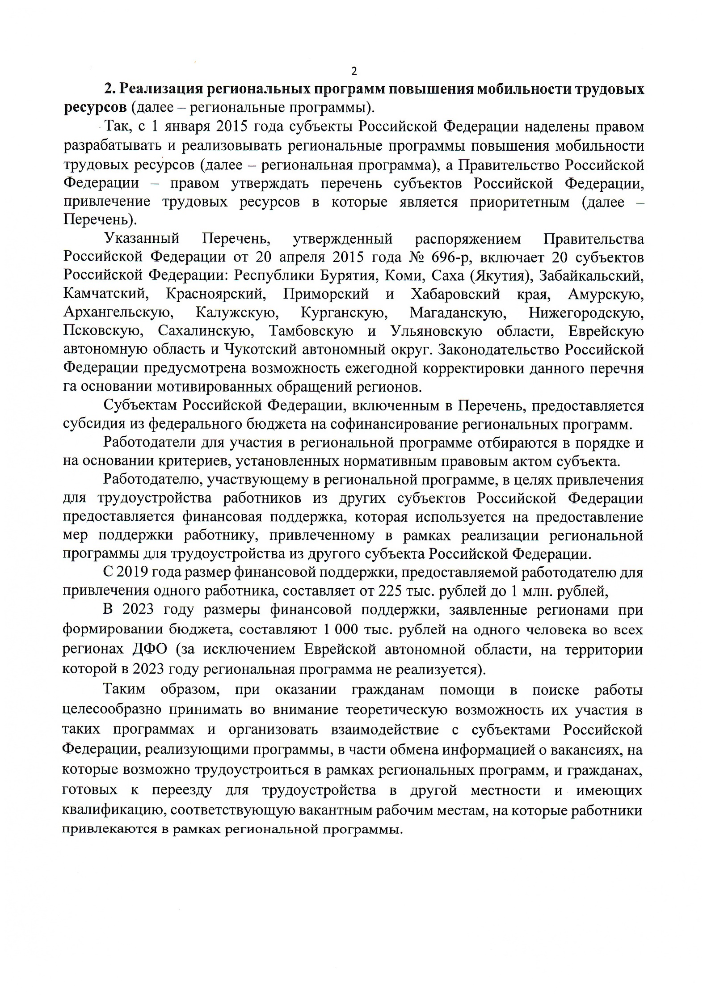 2
2. Реализация региональных программ повышения мобильности трудовых
ресурсов (далее – региональные программы).
Так, с 1 января 2015 года субъекты Российской Федерации наделены правом
разрабатывать и реализовывать региональные программы повышения мобильности
трудовых ресурсов (далее – региональная программа), а Правительство Российской
Федерации – правом утверждать перечень субъектов Российской Федерации,
привлечение трудовых ресурсов в которые является приоритетным (далее –
Перечень).
Указанный Перечень, утвержденный распоряжением Правительства
Российской Федерации от 20 апреля 2015 года № 696-р, включает 20 субъектов
Российской Федерации: Республики Бурятия, Коми, Саха (Якутия), Забайкальский,
Камчатский, Красноярский, Приморский и Хабаровский края, Амурскую,
Архангельскую, Калужскую, Курганскую, Магаданскую, Нижегородскую,
Псковскую, Сахалинскую, Тамбовскую и Ульяновскую области, Еврейскую
автономную область и Чукотский автономный округ. Законодательство Российской
Федерации предусмотрена возможность ежегодной корректировки данного перечня
га основании мотивированных обращений регионов.
Субъектам Российской Федерации, включенным в Перечень, предоставляется
субсидия из федерального бюджета на софинансирование региональных программ.
Работодатели для участия в региональной программе отбираются в порядке и
на основании критериев, установленных нормативным правовым актом субъекта.
Работодателю, участвующему в региональной программе, в целях привлечения
для трудоустройства работников из других субъектов Российской Федерации
предоставляется финансовая поддержка, которая используется на предоставление
мер поддержки работнику, привлеченному в рамках реализации региональной
программы для трудоустройства из другого субъекта Российской Федерации.
С 2019 года размер финансовой поддержки, предоставляемой работодателю для
привлечения одного работника, составляет от 225 тыс. рублей до 1 млн. рублей,
В 2023 году размеры финансовой поддержки, заявленные регионами при
формировании бюджета, составляют 1 000 тыс. рублей на одного человека во всех
регионах ДФО (за исключением Еврейской автономной области, на территории
которой в 2023 году региональная программа не реализуется).
Таким образом, при оказании гражданам помощи в поиске работы
целесообразно принимать во внимание теоретическую возможность их участия в
таких программах и организовать взаимодействие с субъектами Российской
Федерации, реализующими программы, в части обмена информацией о вакансиях, на
которые возможно трудоустроиться в рамках региональных программ, и гражданах,
готовых к переезду для трудоустройства в другой местности и имеющих
квалификацию, соответствующую вакантным рабочим местам, на которые работники
привлекаются в рамках региональной программы.